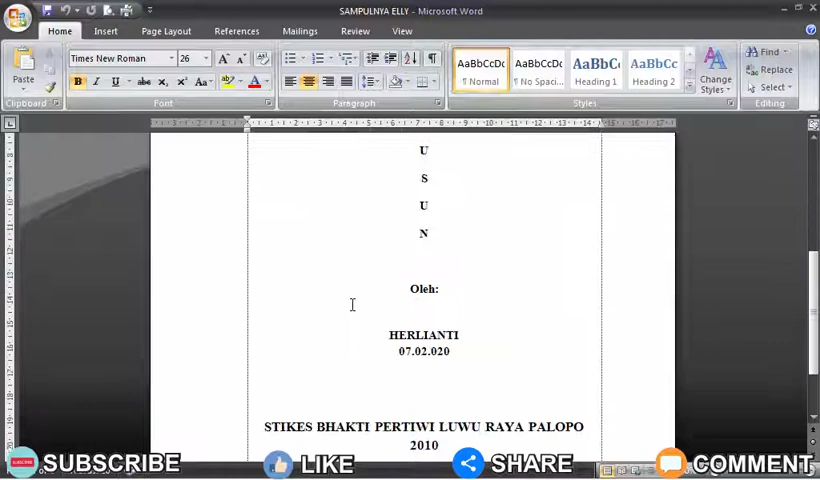 SAMPULNYA ELLY - Microsoft Word
Home Insert Page Layout References Mailings Review View
Times New Roman 26
Paste
AaBbCcDc AaBbCcDc AaBbCc AaBbCc
¶ Normal ¶ No Spaci... Heading 1 Heading 2
Change Styles
Find
Replace
Select
Clipboard Font Paragraph Styles Editing
U
S
U
N
Oleh:
HERLIANTI
07.02.020
STIKES BHAKTI PERTIWI LUWU RAYA PALOPO
2010
SUBSCRIBE LIKE SHARE COMMENT